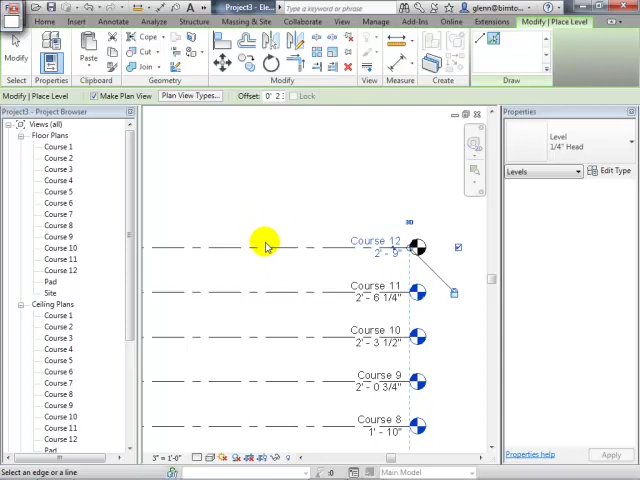 Project3 - Ele...
Type a keyword or phrase
glenn@bimto...
Home
Insert
Annotate
Analyze
Structure
Massing & Site
Collaborate
View
Manage
Add-Ins
Online
Extensions
Modify | Place Level
Modify
Paste
Cope
Cut
Join
Select
Properties
Clipboard
Geometry
Modify
View
Measure
Create
Draw
Modify | Place Level
Make Plan View
Plan View Types...
Offset:
0' 2
Lock
Project3 - Project Browser
Views (all)
Floor Plans
Course 1
Course 2
Course 3
Course 4
Course 5
Course 6
Course 7
Course 8
Course 9
Course 10
Course 11
Course 12
Pad
Site
Ceiling Plans
Course 1
Course 2
Course 3
Course 4
Course 5
Course 6
Course 7
Course 8
Course 9
Course 10
Course 11
Course 12
Pad
3D
Course 12
2' - 9"
Course 11
2' - 6 1/4"
Course 10
2' - 3 1/2"
Course 9
2' - 0 3/4"
Course 8
1' - 10"
3" = 1'-0"
Properties
Level
1/4" Head
Levels
Edit Type
Properties help
Apply
Select an edge or a line
:0
Main Model